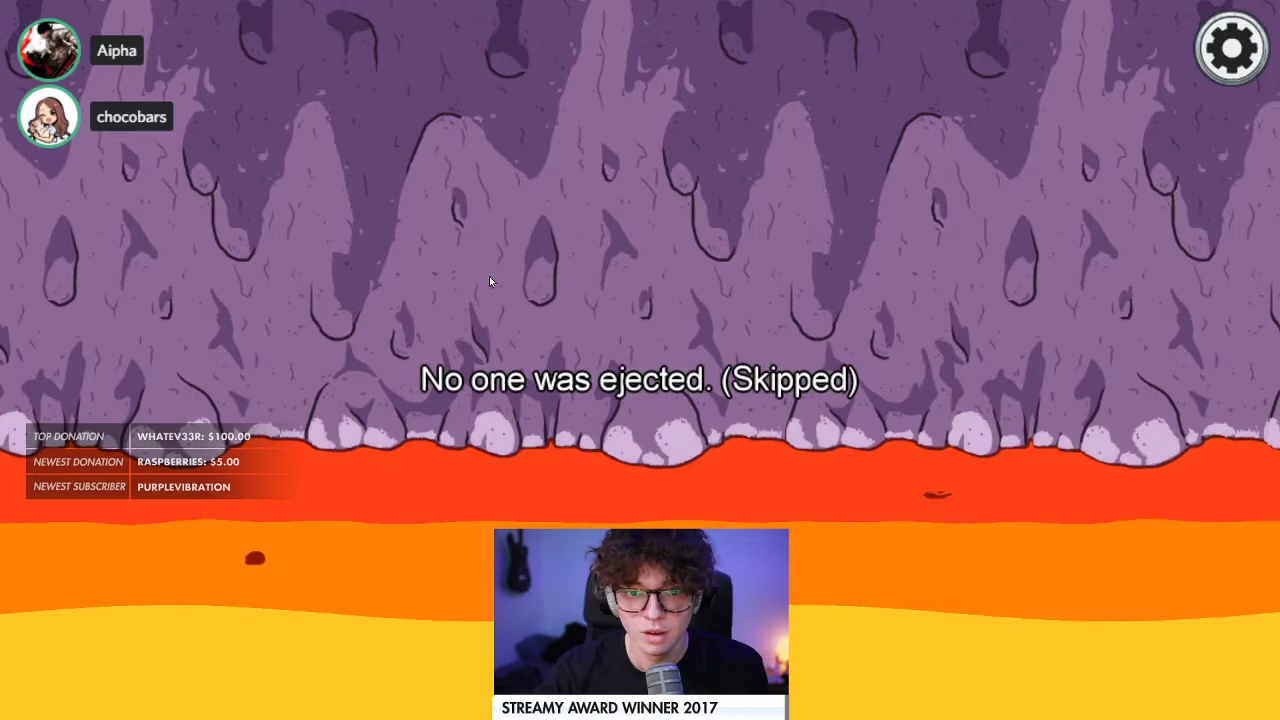 Aipha
chocobars
No one was ejected. (Skipped)
TOP DONATION WHATEV33R: $100.00
NEWEST DONATION RASPBERRIES: $5.00
NEWEST SUBSCRIBER PURPLEVIBRATION
STREAMY AWARD WINNER 2017